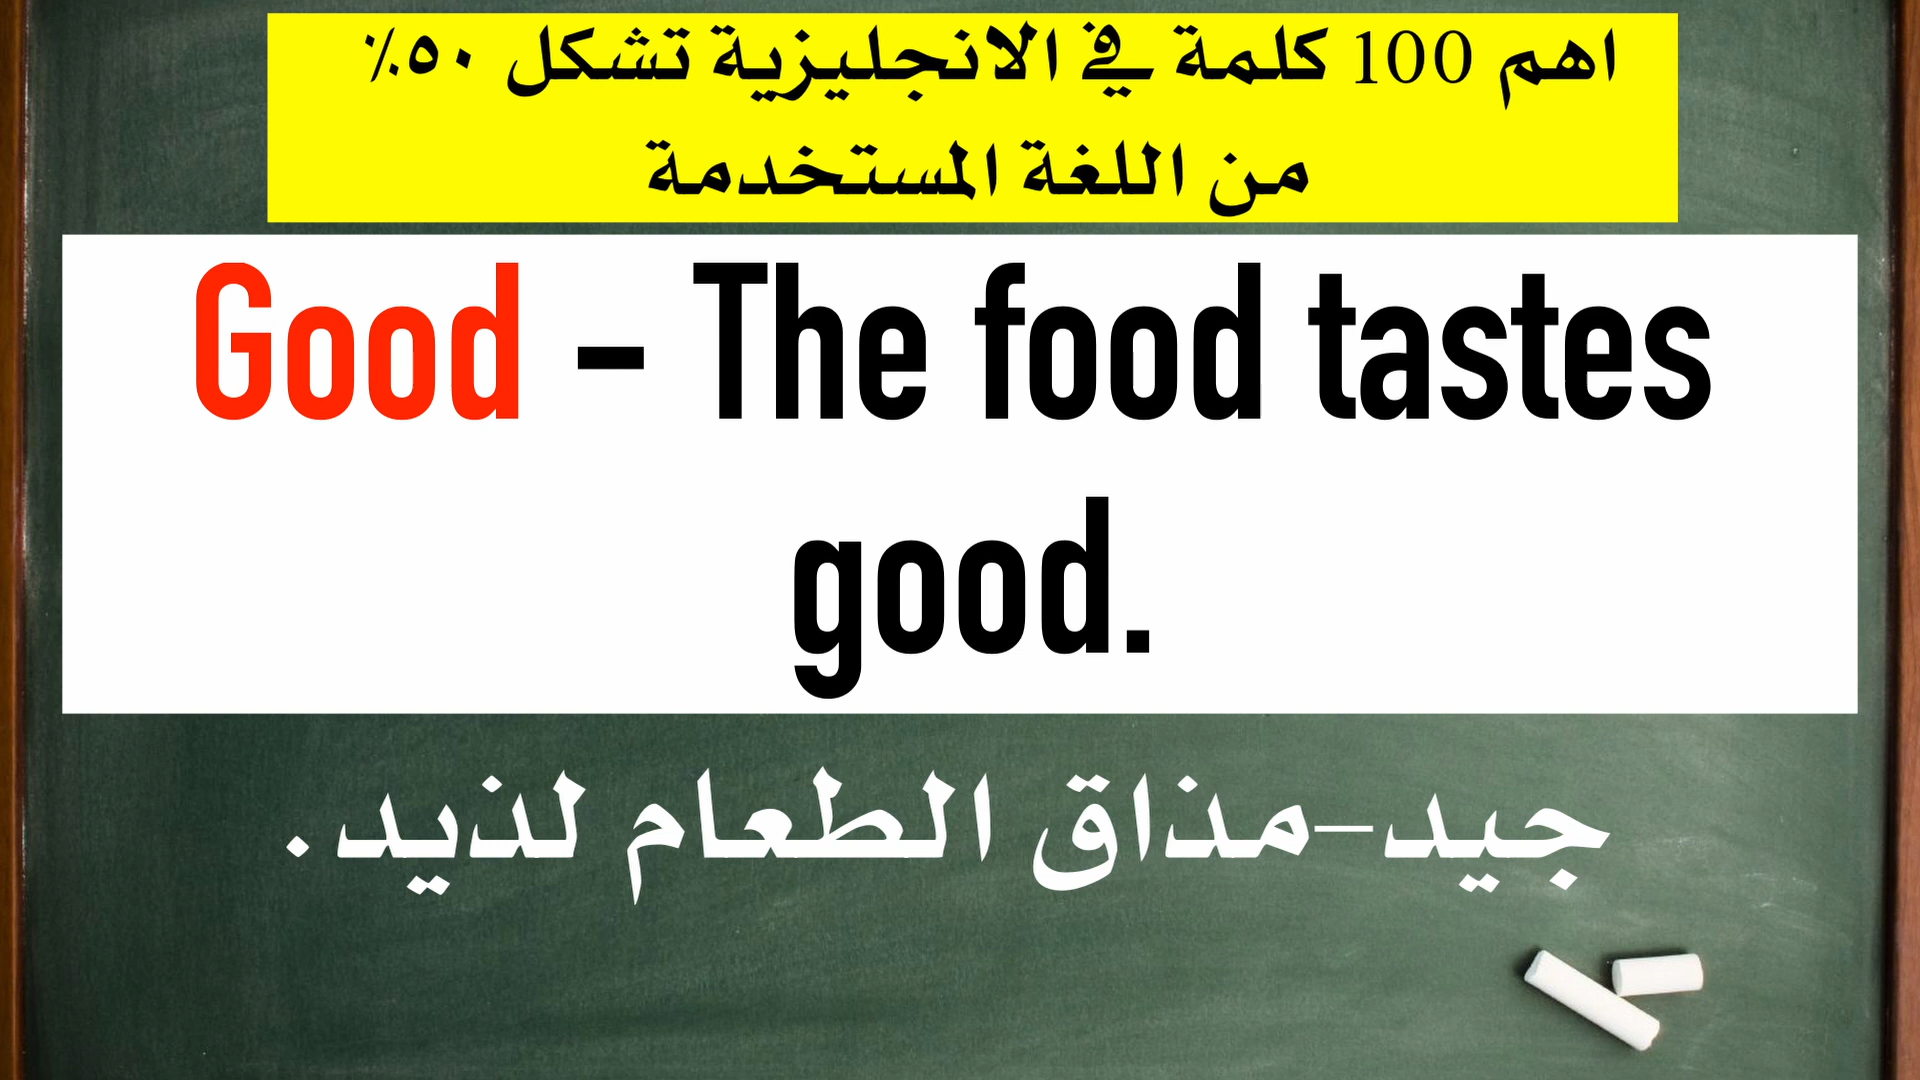 اهم 100 كلمة في الانجليزية تشكل ٥٠٪
من اللغة المستخدمة
Good – The food tastes
good.
جيد-مذاق الطعام لذيد.